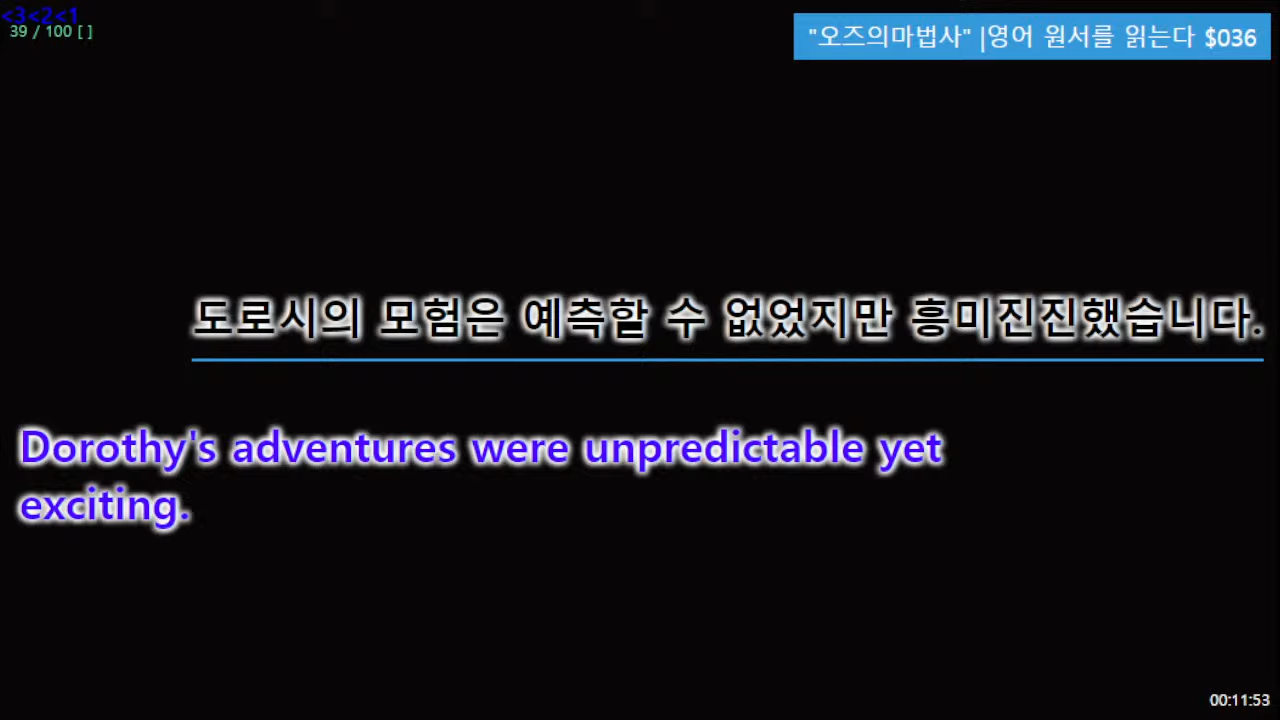 <3<2<1
39 / 100 [ ]
"오즈의마법사" |영어 원서를 읽는다 $036
도로시의 모험은 예측할 수 없었지만 흥미진진했습니다.
Dorothy's adventures were unpredictable yet
exciting.
00:11:53